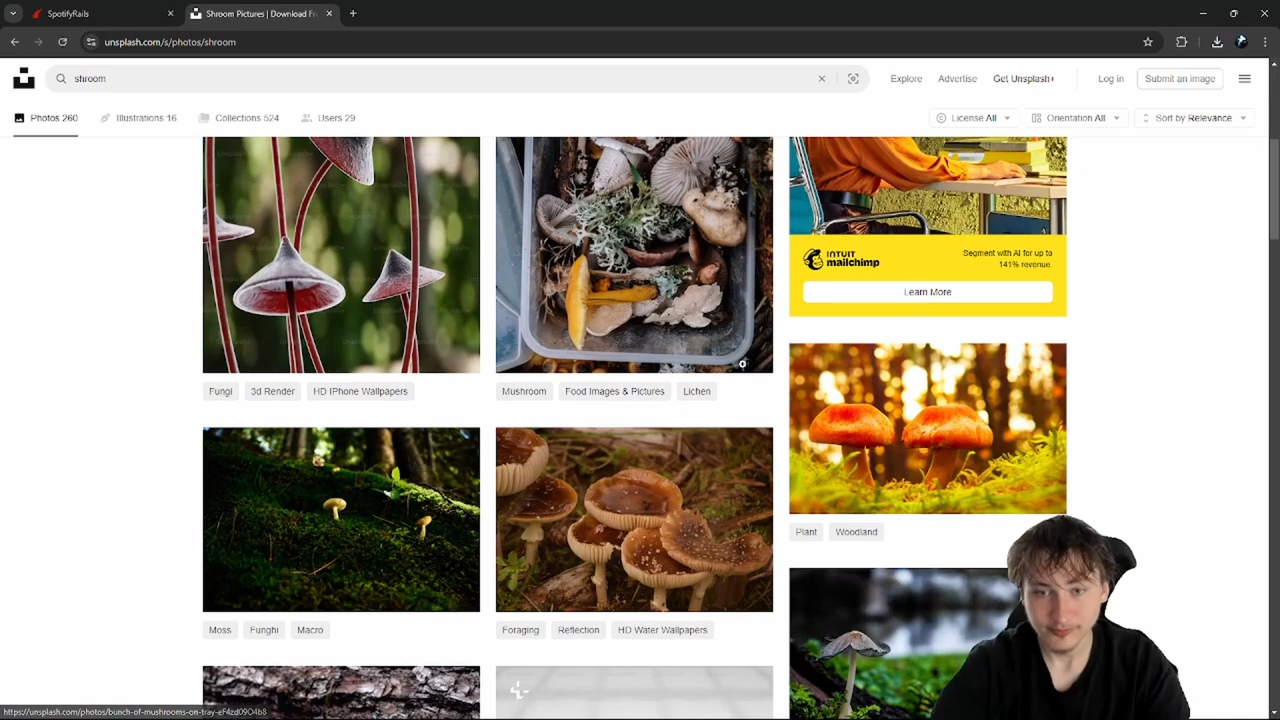 SpotifyRails
Shroom Pictures | Download Fr
unsplash.com/s/photos/shroom
shroom
Explore
Advertise
Get Unsplash+
Log in
Submit an image
Photos 260
Illustrations 16
Collections 524
Users 29
License All
Orientation All
Sort by Relevance
INTUIT
mailchimp
Segment with AI for up to
141% revenue.
Learn More
Fungi
3d Render
HD IPhone Wallpapers
Mushroom
Food Images & Pictures
Lichen
Plant
Woodland
Moss
Funghi
Macro
Foraging
Reflection
HD Water Wallpapers
https://unsplash.com/photos/bunch-of-mushrooms-on-tray-eF4zd09O4b8